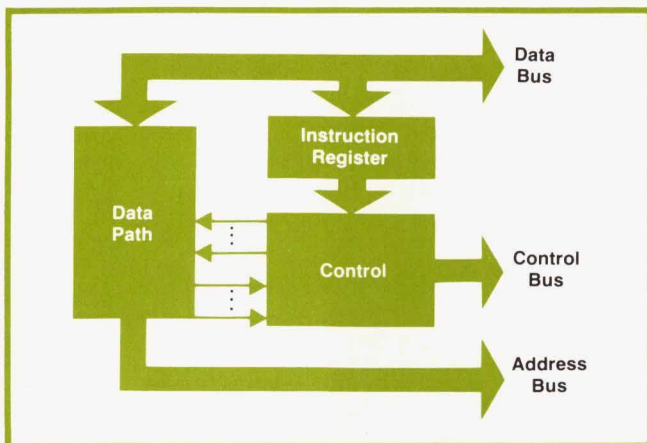 Data
Bus
Instruction
Register
Data
Path
Control
Control
Bus
Address
Bus